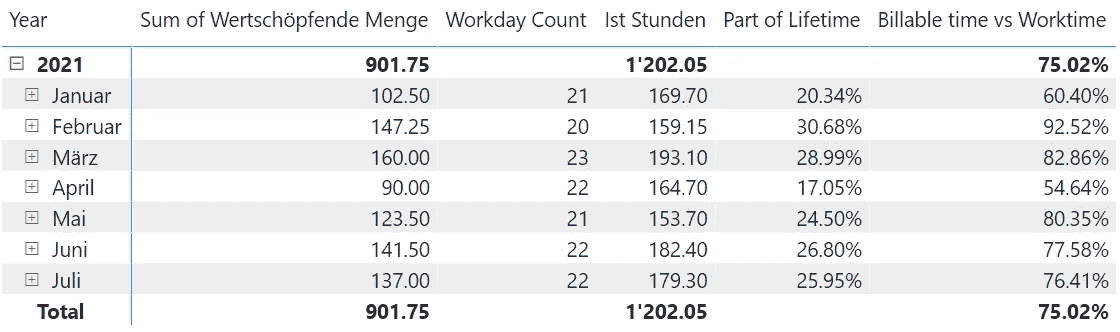 Year Sum of Wertschöpfende Menge Workday Count Ist Stunden Part of Lifetime Billable time vs Worktime
2021 901.75 1'202.05 75.02%
Januar 102.50 21 169.70 20.34% 60.40%
Februar 147.25 20 159.15 30.68% 92.52%
März 160.00 23 193.10 28.99% 82.86%
April 90.00 22 164.70 17.05% 54.64%
Mai 123.50 21 153.70 24.50% 80.35%
Juni 141.50 22 182.40 26.80% 77.58%
Juli 137.00 22 179.30 25.95% 76.41%
Total 901.75 1'202.05 75.02%